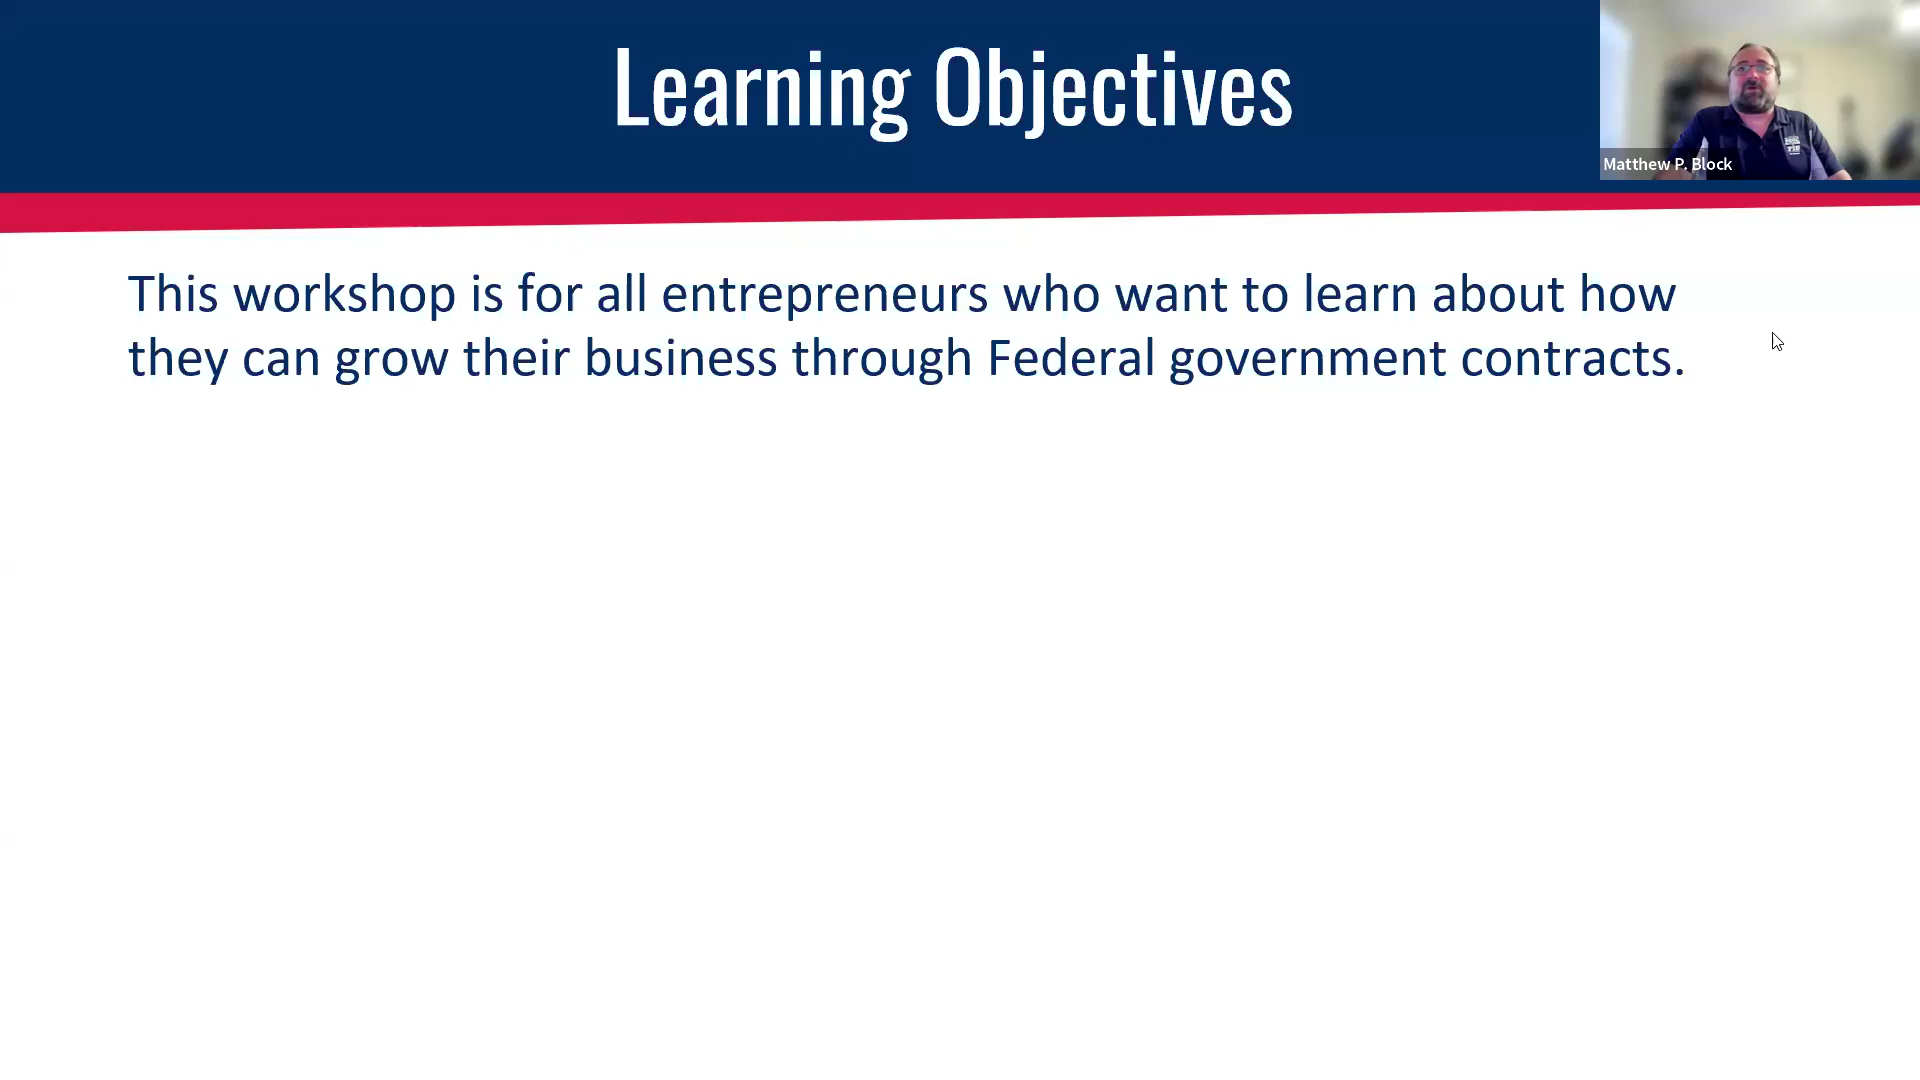 Learning Objectives
Matthew P. Block
This workshop is for all entrepreneurs who want to learn about how
they can grow their business through Federal government contracts.